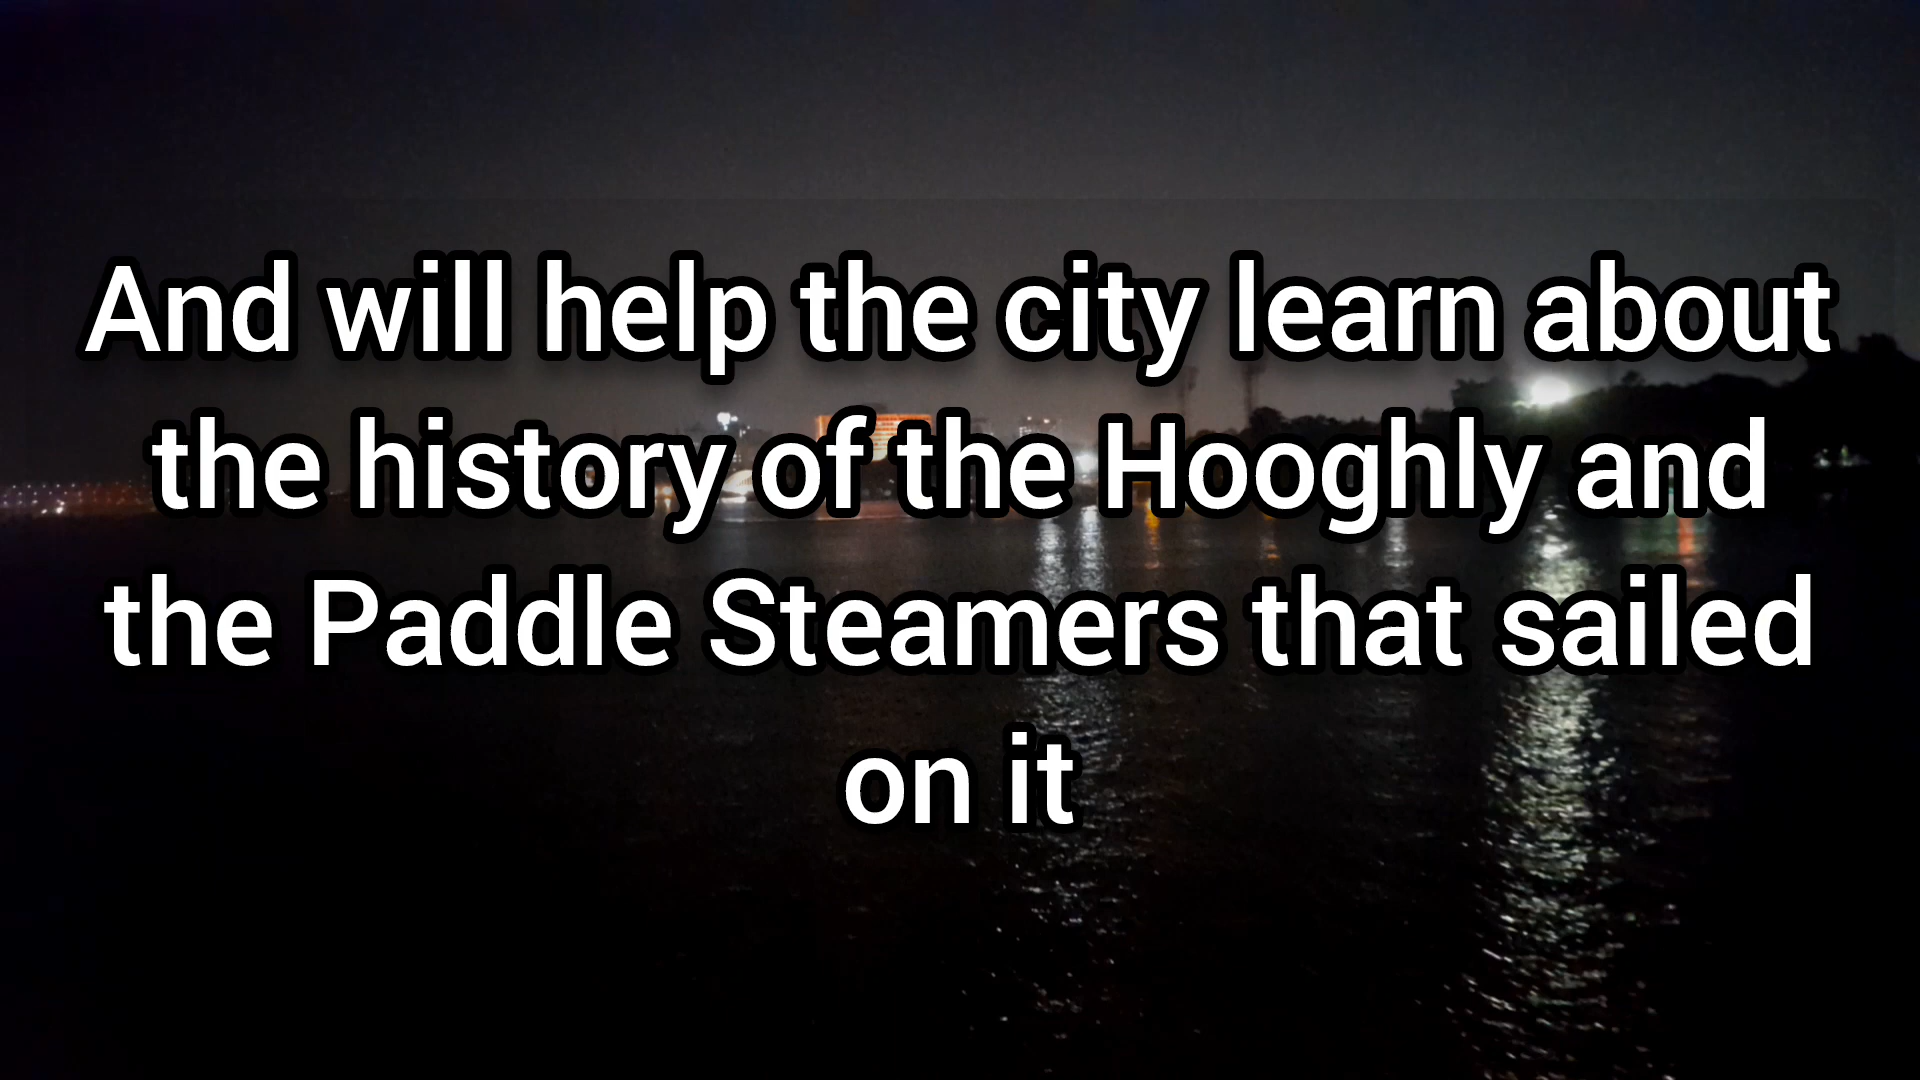 And will help the city learn about
the history of the Hooghly and
the Paddle Steamers that sailed
on it